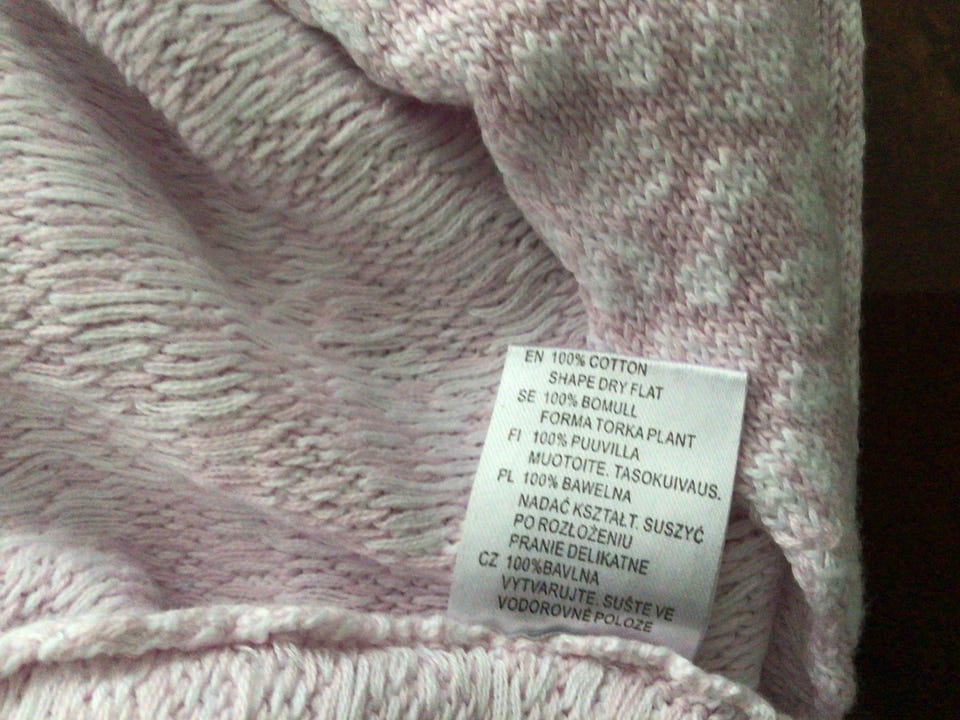 EN 100% COTTON
SHAPE DRY FLAT
SE 100% BOMULL
FORMA TORKA PLANT
FI 100% PUUVILLA
MUOTOITE. TASOKUIVAUS.
PL 100% BAWELNA
NADAĆ KSZTAŁT. SUSZYĆ
PO ROZŁOŻENIU
PRANIE DELIKATNE
CZ 100%BAVLNA
VYTVARUJTE. SUŠTE VE
VODOROVNÉ POLOZE